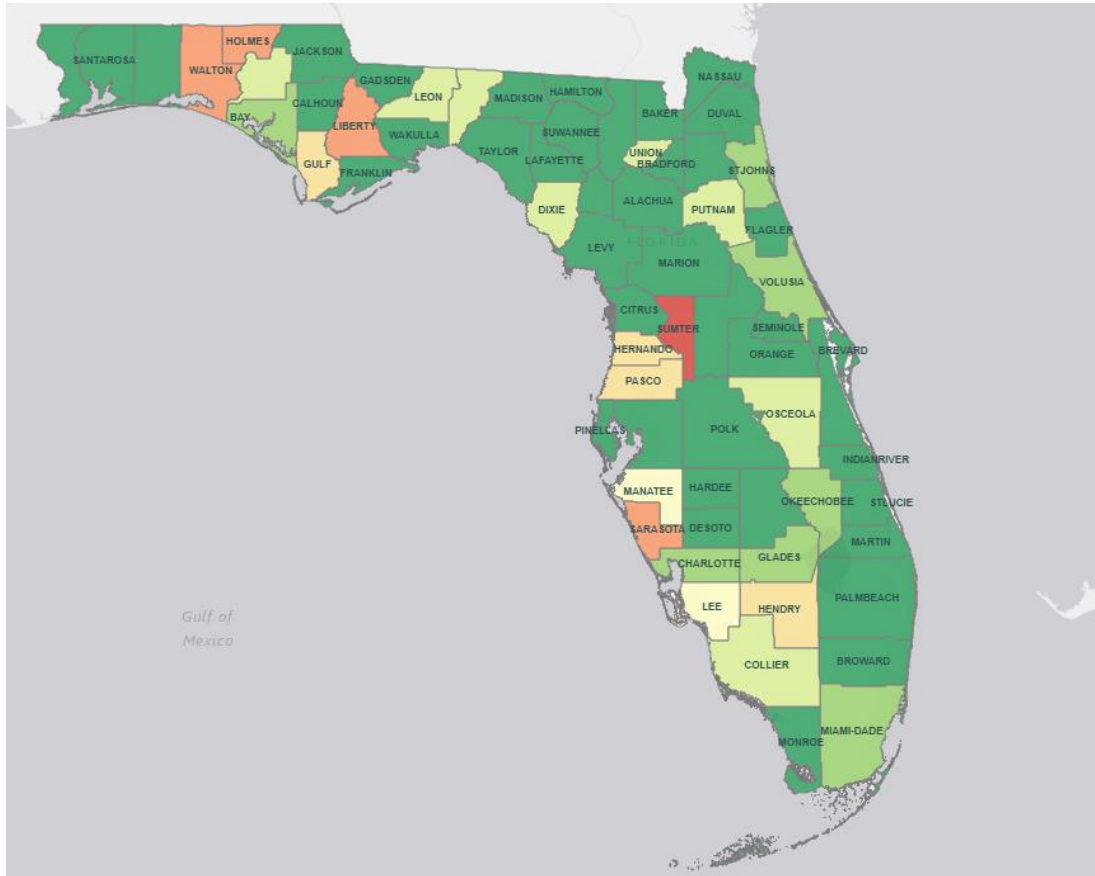 HOLMES
JACKSON
SANTAROSA
WALTON
GADSDEN
LEON
CALHOUN
BAY
LIBERTY
WAKULLA
GULF
FRANKLIN
MADISON
HAMILTON
NASSAU
BAKER
DUVAL
SUWANNEE
TAYLOR
LAFAYETTE
UNION
BRADFORD
STJOHNS
DIXIE
ALACHUA
PUTNAM
FLAGLER
LEVY
FLORIDA
MARION
VOLUSIA
CITRUS
SUMTER
SEMINOLE
HERNANDO
ORANGE
BREVARD
PASCO
OSCEOLA
PINELLAS
POLK
INDIANRIVER
MANATEE
HARDEE
OKEECHOBEE
STLUCIE
SARASOTA
DESOTO
MARTIN
CHARLOTTE
GLADES
LEE
HENDRY
PALMBEACH
Gulf of
Mexico
COLLIER
BROWARD
MONROE
MIAMI-DADE